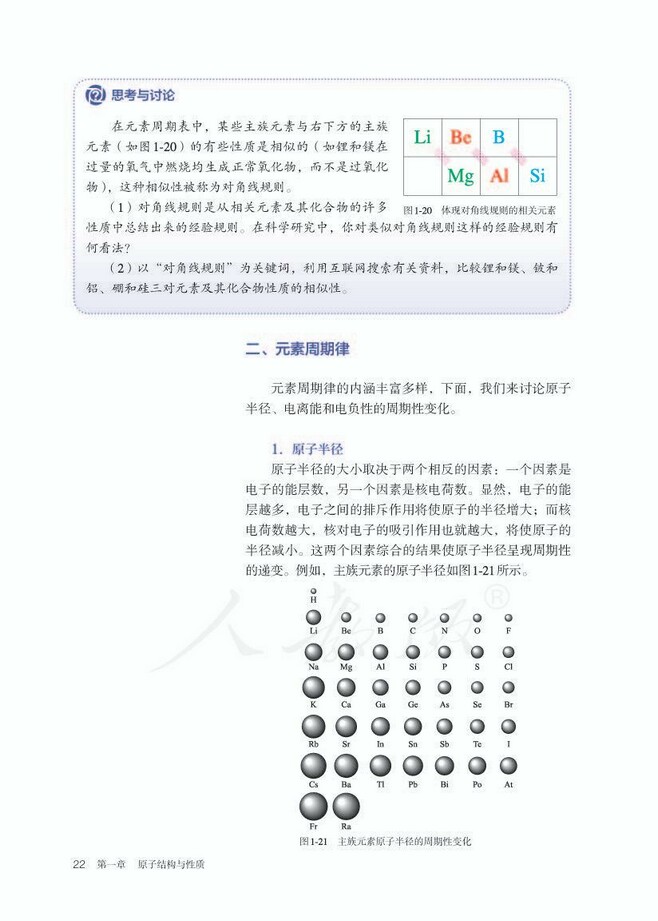 思考与讨论
在元素周期表中，某些主族元素与右下方的主族
元素（如图1-20）的有些性质是相似的（如锂和镁在
过量的氧气中燃烧均生成正常氧化物，而不是过氧化
物），这种相似性被称为对角线规则。
Li Be B
Mg Al Si
图1-20 体现对角线规则的相关元素
（1）对角线规则是从相关元素及其化合物的许多
性质中总结出来的经验规则。在科学研究中，你对类似对角线规则这样的经验规则有
何看法？
（2）以“对角线规则”为关键词，利用互联网搜索有关资料，比较锂和镁、铍和
铝、硼和硅三对元素及其化合物性质的相似性。
二、元素周期律
元素周期律的内涵丰富多样，下面，我们来讨论原子
半径、电离能和电负性的周期性变化。
1. 原子半径
原子半径的大小取决于两个相反的因素：一个因素是
电子的能层数，另一个因素是核电荷数。显然，电子的能
层越多，电子之间的排斥作用将使原子的半径增大；而核
电荷数越大，核对电子的吸引作用也就越大，将使原子的
半径减小。这两个因素综合的结果使原子半径呈现周期性
的递变。例如，主族元素的原子半径如图1-21所示。
H
Li Be B C N O F
Na Mg Al Si P S Cl
K Ca Ga Ge As Se Br
Rb Sr In Sn Sb Te I
Cs Ba Tl Pb Bi Po At
Fr Ra
人教版®
图1-21 主族元素原子半径的周期性变化
22 第一章 原子结构与性质